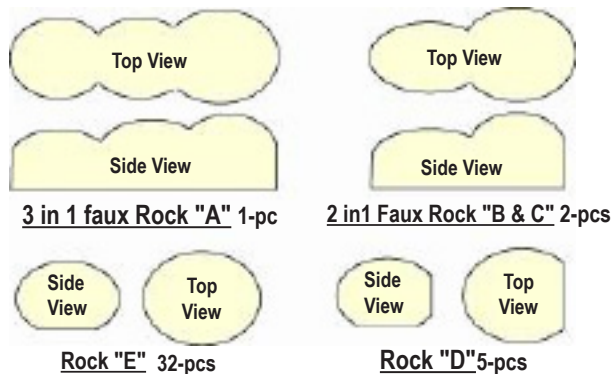 Top View
Top View
Side View
Side View
3 in 1 faux Rock "A" 1-pc
2 in1 Faux Rock "B & C" 2-pcs
Side
View
Top
View
Side
View
Top
View
Rock "E" 32-pcs
Rock "D"5-pcs